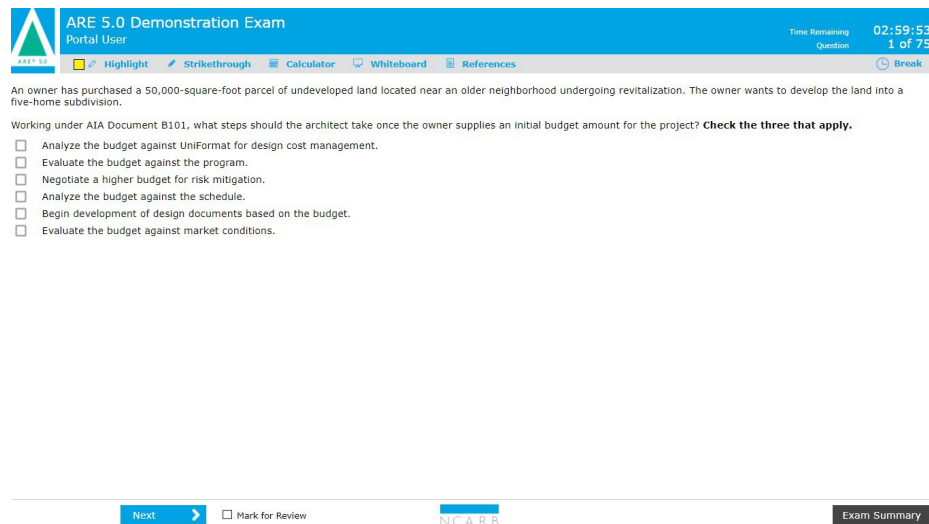 ARE 5.0 Demonstration Exam
Portal User
Time Remaining 02:59:53
Question 1 of 75
ARE® 5.0
Highlight Strikethrough Calculator Whiteboard References Break
An owner has purchased a 50,000-square-foot parcel of undeveloped land located near an older neighborhood undergoing revitalization. The owner wants to develop the land into a
five-home subdivision.
Working under AIA Document B101, what steps should the architect take once the owner supplies an initial budget amount for the project? Check the three that apply.
Analyze the budget against UniFormat for design cost management.
Evaluate the budget against the program.
Negotiate a higher budget for risk mitigation.
Analyze the budget against the schedule.
Begin development of design documents based on the budget.
Evaluate the budget against market conditions.
Next Mark for Review NCARB Exam Summary